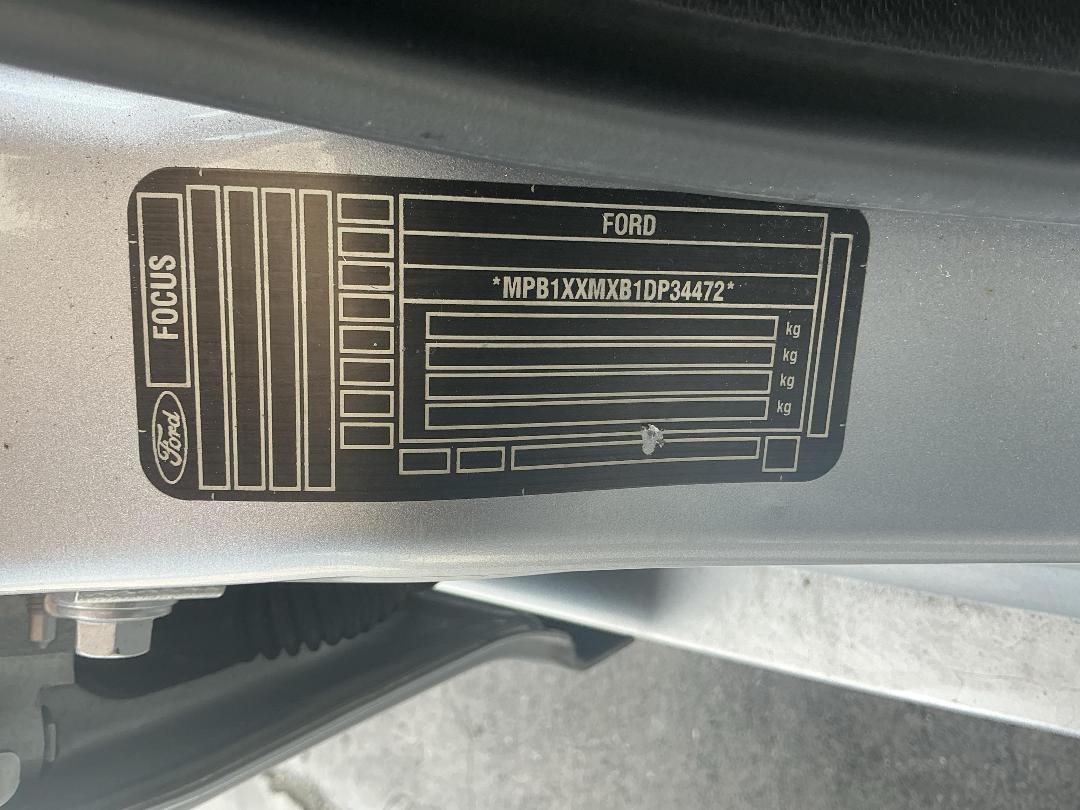 FORD
*MPB1XXMXB1DP34472*
kg
kg
kg
kg
FOCUS
Ford